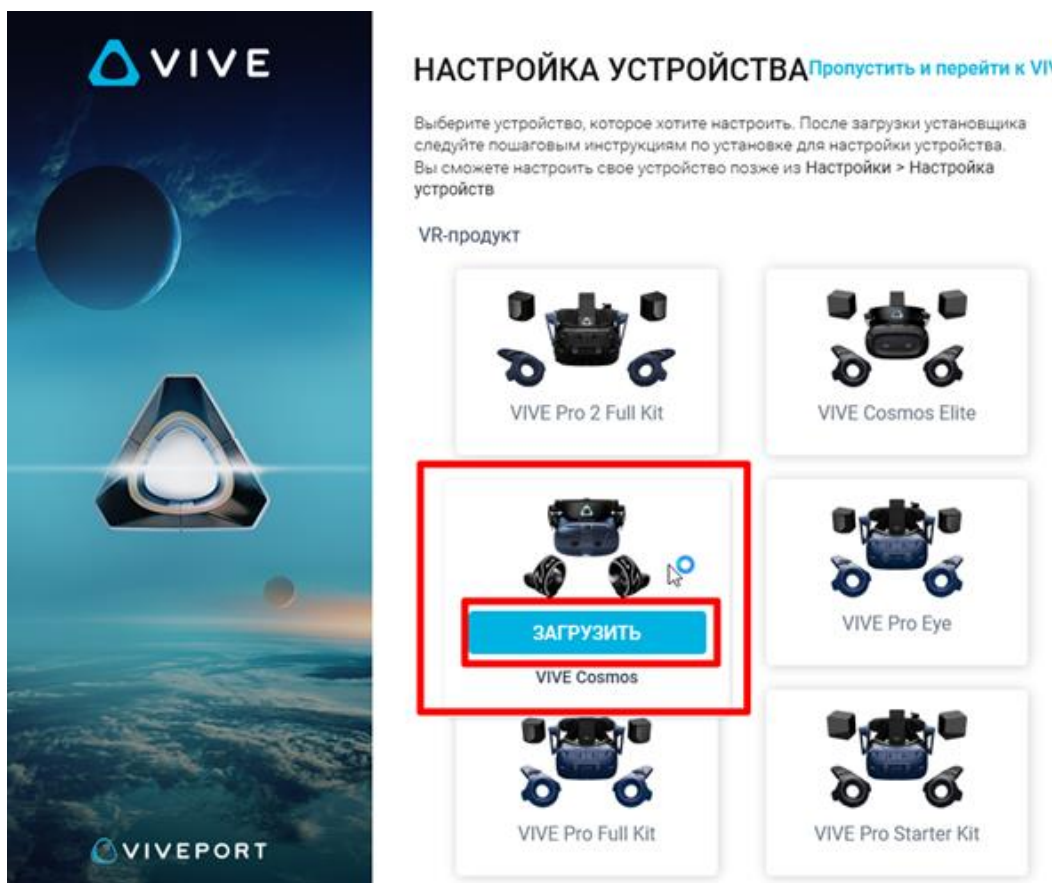 VIVE
НАСТРОЙКА УСТРОЙСТВА
Пропустить и перейти к
Выберите устройство, которое хотите настроить. После загрузки установщика
следуйте пошаговым инструкциям по установке для настройки устройства.
Вы сможете настроить свое устройство позже из Настройки > Настройка
устройств
VR-продукт
VIVE Pro 2 Full Kit
VIVE Cosmos Elite
ЗАГРУЗИТЬ
VIVE Cosmos
VIVE Pro Eye
VIVE Pro Full Kit
VIVE Pro Starter Kit
VIVEPORT